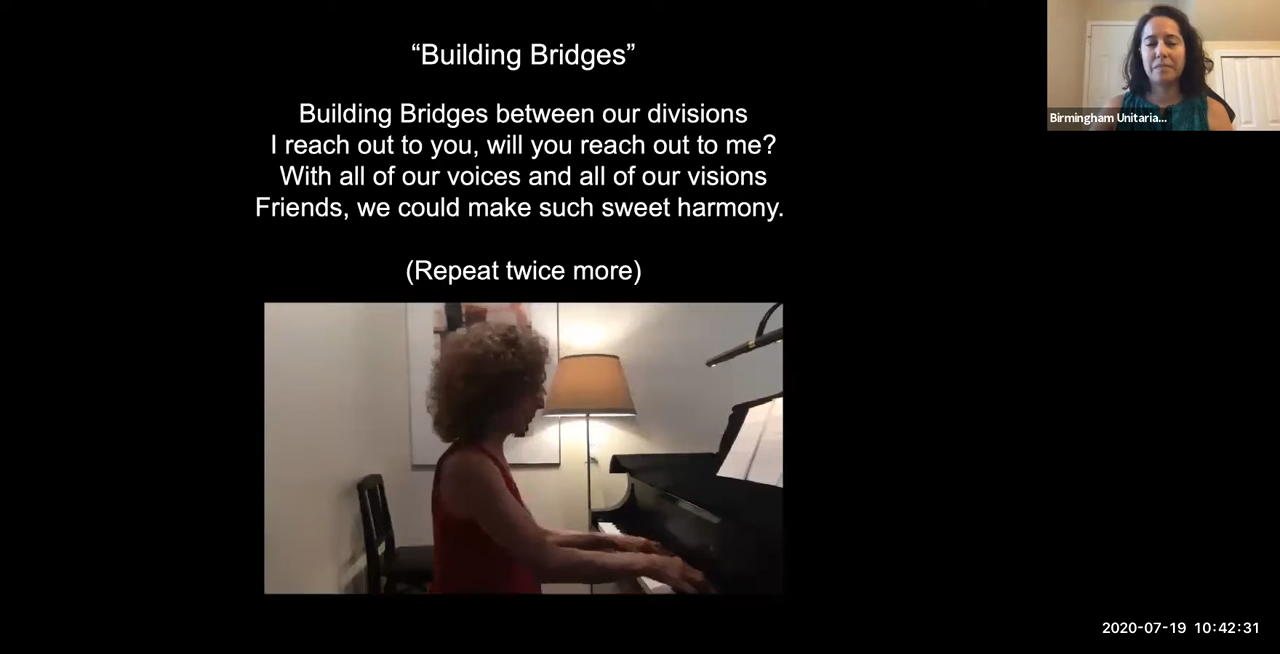 “Building Bridges”
Building Bridges between our divisions
I reach out to you, will you reach out to me?
With all of our voices and all of our visions
Friends, we could make such sweet harmony.
(Repeat twice more)
Birmingham Unitaria...
2020-07-19 10:42:31